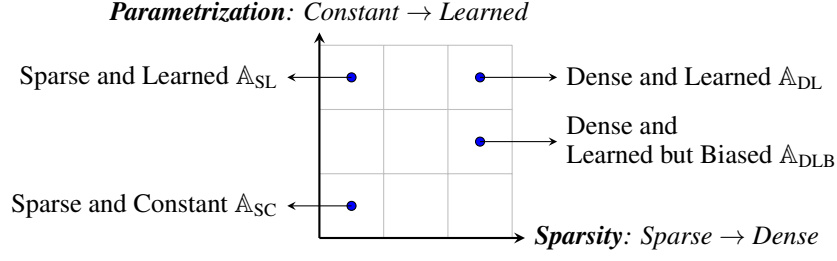 Parametrization: Constant → Learned
Sparse and Learned 𝔸SL
Dense and Learned 𝔸DL
Dense and
Learned but Biased 𝔸DLB
Sparse and Constant 𝔸SC
Sparsity: Sparse → Dense